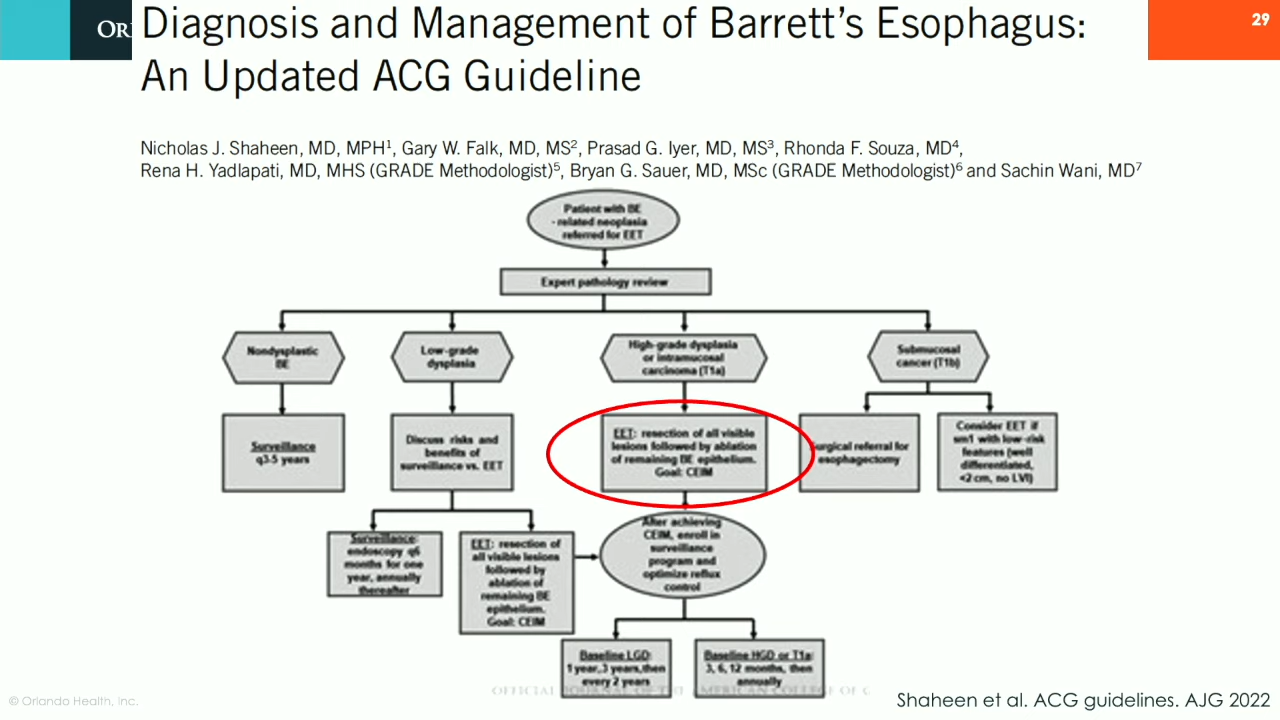 OR
Diagnosis and Management of Barrett's Esophagus:
An Updated ACG Guideline
29
Nicholas J. Shaheen, MD, MPH1, Gary W. Falk, MD, MS2, Prasad G. Iyer, MD, MS3, Rhonda F. Souza, MD4,
Rena H. Yadlapati, MD, MHS (GRADE Methodologist)5, Bryan G. Sauer, MD, MSc (GRADE Methodologist)6 and Sachin Wani, MD7
Patient with BE
- related neoplasia
referred for EET
Expert pathology review
Nondysplastic
BE
Low-grade
dysplasia
High-grade dysplasia
or intramucosal
carcinoma (T1a)
Submucosal
cancer (T1b)
Surveillance
q3-5 years
Discuss risks and
benefits of
surveillance vs. EET
EET: resection of all visible
lesions followed by ablation
of remaining BE epithelium.
Goal: CEIM
Surgical referral for
esophagectomy
Consider EET if
sm1 with low-risk
features (well
differentiated,
<2 cm, no LVI)
Surveillance:
endoscopy q6
months for one
year, annually
thereafter
EET: resection of
all visible lesions
followed by
ablation of
remaining BE
epithelium.
Goal: CEIM
After achieving
CEIM, enroll in
surveillance
program and
optimize reflux
control
Baseline LGD:
1 year, 3 years, then
every 2 years
Baseline HGD or T1a:
3, 6, 12 months, then
annually
OFFICIAL JOURNAL OF THE AMERICAN COLLEGE OF G
© Orlando Health, Inc.
Shaheen et al. ACG guidelines. AJG 2022